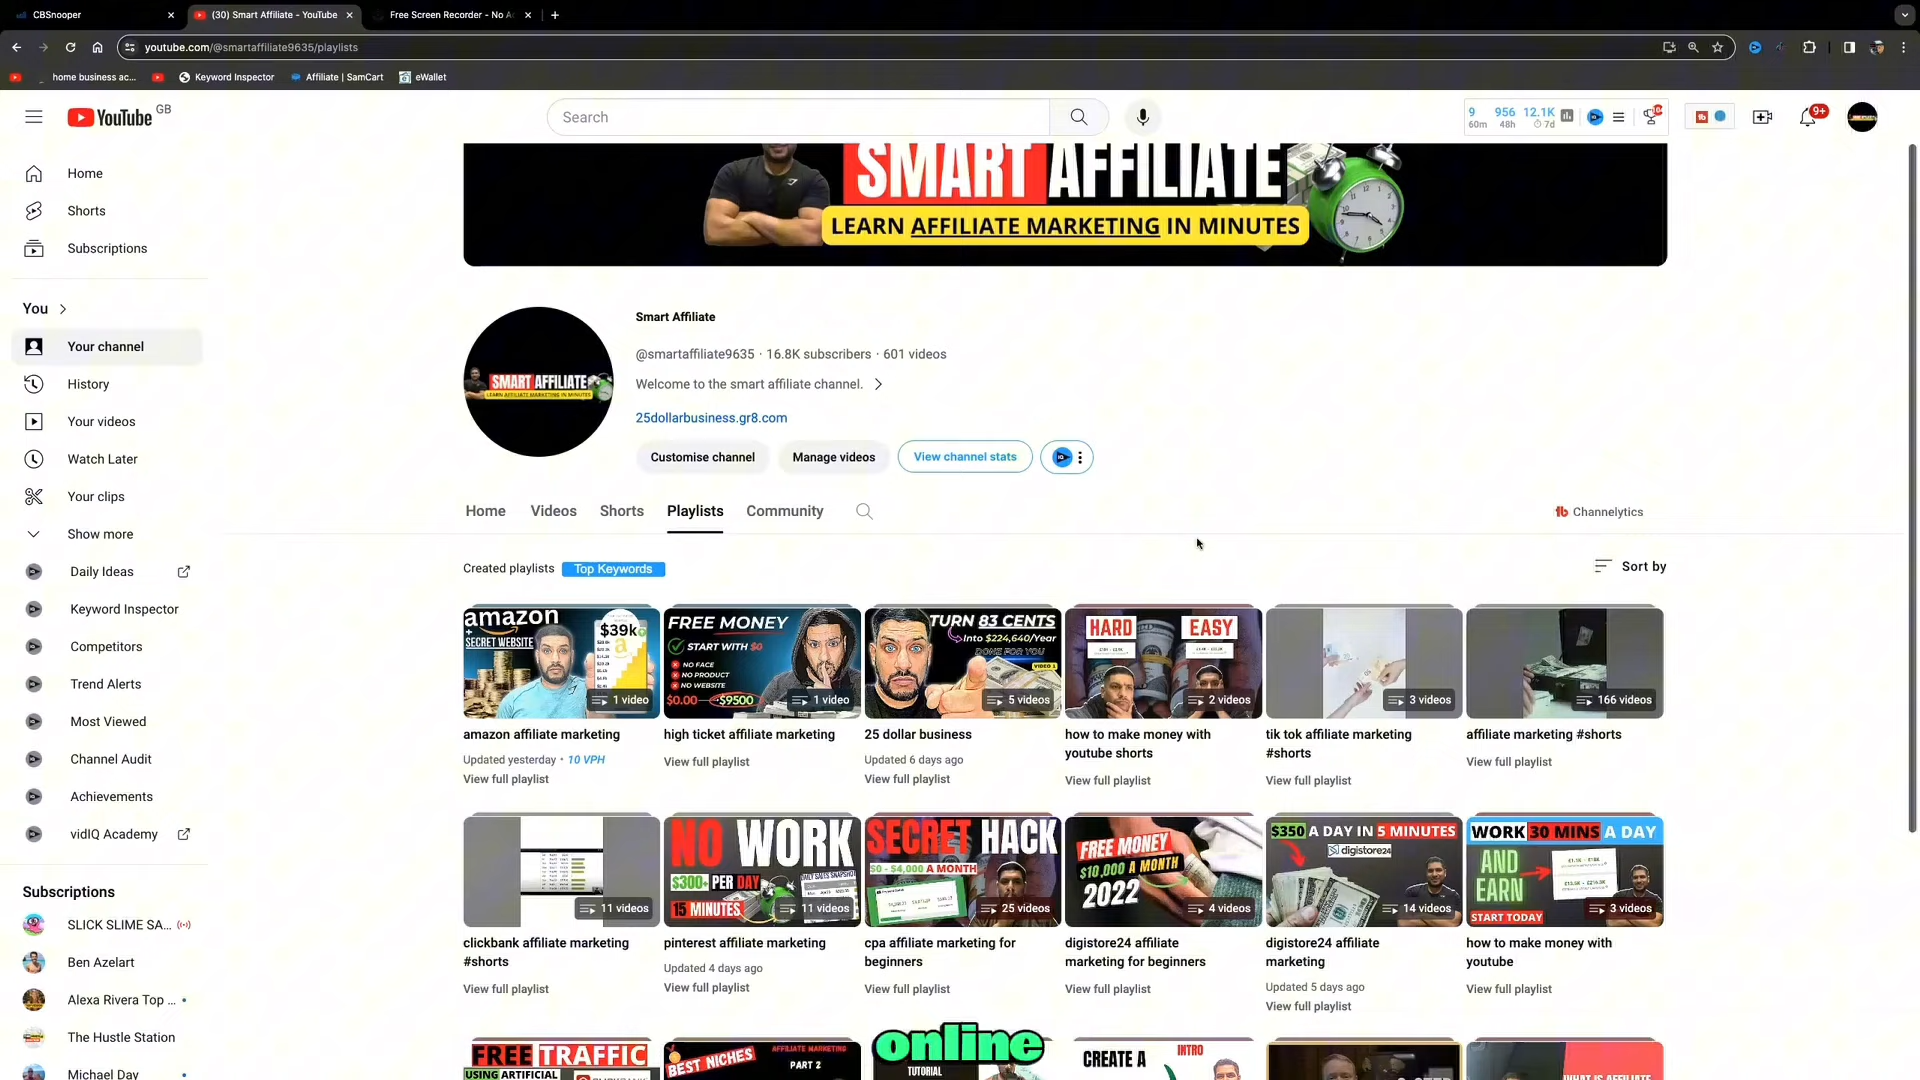 CBSnooper
(30) Smart Affiliate - YouTube
Free Screen Recorder - No A
youtube.com/@smartaffiliate9635/playlists
home business ac...
Keyword Inspector
Affiliate | SamCart
eWallet
YouTube GB
Search
9 956 12.1K
60m 48h 7d
9+
Home
Shorts
Subscriptions
You
Your channel
History
Your videos
Watch Later
Your clips
Show more
Daily Ideas
Keyword Inspector
Competitors
Trend Alerts
Most Viewed
Channel Audit
Achievements
vidIQ Academy
Subscriptions
SLICK SLIME SA...
Ben Azelart
Alexa Rivera Top ...
The Hustle Station
Michael Day
SMART AFFILIATE
LEARN AFFILIATE MARKETING IN MINUTES
SMART AFFILIATE
LEARN AFFILIATE MARKETING IN MINUTES
Smart Affiliate
@smartaffiliate9635 · 16.8K subscribers · 601 videos
Welcome to the smart affiliate channel.
25dollarbusiness.gr8.com
Customise channel
Manage videos
View channel stats
Home
Videos
Shorts
Playlists
Community
Channelytics
Created playlists
Top Keywords
Sort by
amazon
SECRET WEBSITE
$39k
1 video
amazon affiliate marketing
Updated yesterday • 10 VPH
View full playlist
FREE MONEY
START WITH $0
NO FACE
NO PRODUCT
NO WEBSITE
$0.00
$9500
1 video
high ticket affiliate marketing
View full playlist
TURN 83 CENTS
Into $224,640/Year
DONE FOR YOU
VIDEO 1
5 videos
25 dollar business
Updated 6 days ago
View full playlist
HARD
EASY
2 videos
how to make money with
youtube shorts
View full playlist
3 videos
tik tok affiliate marketing
#shorts
View full playlist
166 videos
affiliate marketing #shorts
View full playlist
11 videos
clickbank affiliate marketing
#shorts
View full playlist
NO WORK
$300+ PER DAY
DAILY SALES SNAPSHOT
15 MINUTES
11 videos
pinterest affiliate marketing
Updated 4 days ago
View full playlist
SECRET HACK
$0 - $4,000 A MONTH
25 videos
cpa affiliate marketing for
beginners
View full playlist
FREE MONEY
$10,000 A MONTH
2022
4 videos
digistore24 affiliate
marketing for beginners
View full playlist
$350 A DAY IN 5 MINUTES
digistore24
14 videos
digistore24 affiliate
marketing
Updated 5 days ago
View full playlist
WORK 30 MINS A DAY
AND
EARN
START TODAY
3 videos
how to make money with
youtube
View full playlist
FREE TRAFFIC
USING ARTIFICIAL
BEST NICHES
AFFILIATE MARKETING
PART 2
online
TUTORIAL
CREATE A
INTRO